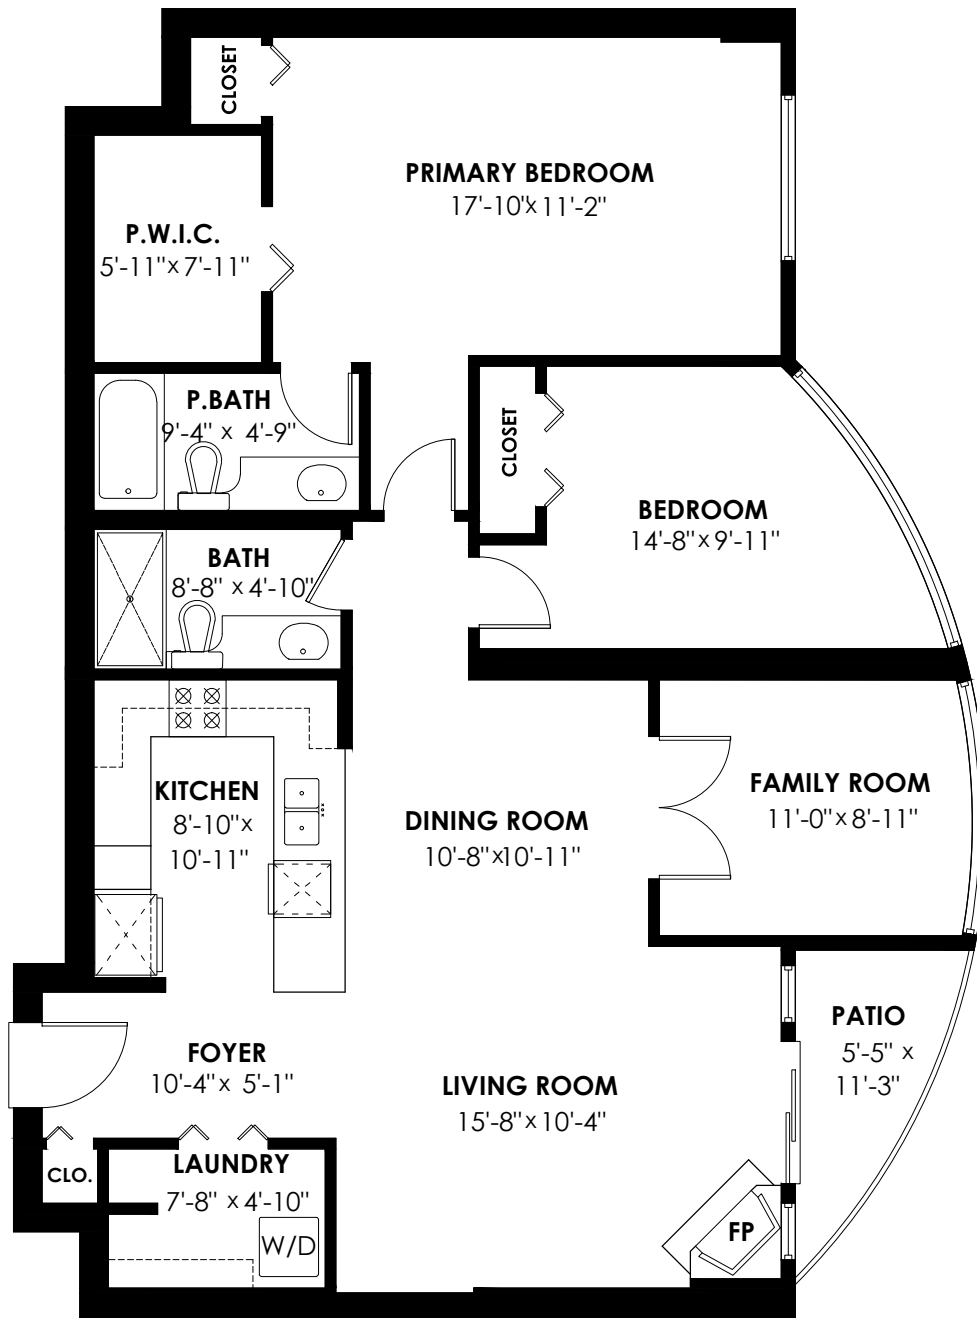 CLOSET
PRIMARY BEDROOM
17'-10"x 11'-2"
P.W.I.C.
5'-11"x 7'-11"
P.BATH
9'-4" x 4'-9"
CLOSET
BEDROOM
14'-8"x 9'-11"
BATH
8'-8" x 4'-10"
KITCHEN
8'-10"x
10'-11"
DINING ROOM
10'-8"x10'-11"
FAMILY ROOM
11'-0"x 8'-11"
PATIO
5'-5" x
11'-3"
FOYER
10'-4"x 5'-1"
LIVING ROOM
15'-8"x 10'-4"
CLO.
LAUNDRY
7'-8" x 4'-10"
W/D
FP